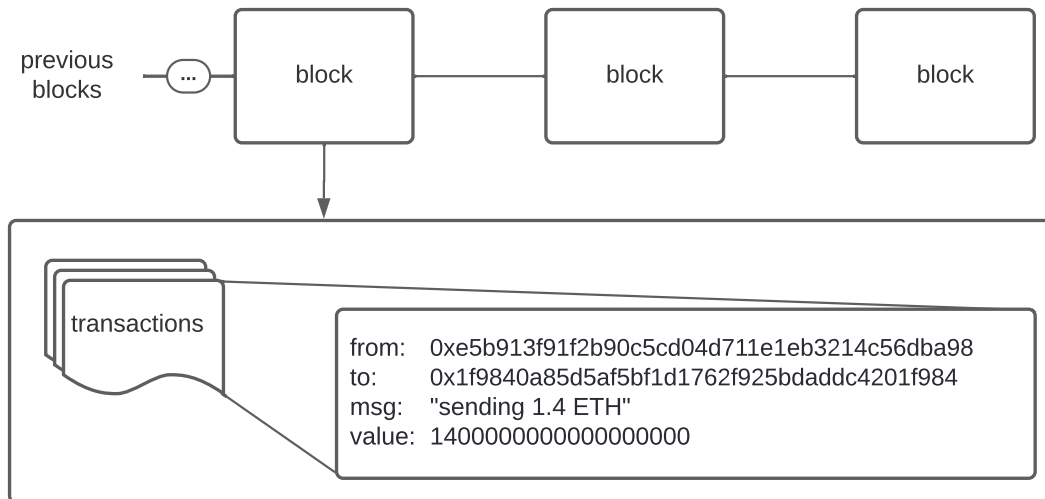 previous
blocks
...
block
block
block
transactions
from: 0xe5b913f91f2b90c5cd04d711e1eb3214c56dba98
to: 0x1f9840a85d5af5bf1d1762f925bdaddc4201f984
msg: "sending 1.4 ETH"
value: 1400000000000000000